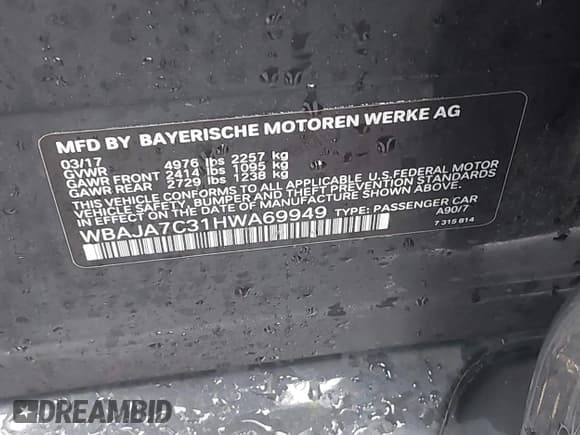 MFD BY BAYERISCHE MOTOREN WERKE AG
03/17
GVWR 4976 lbs 2257 kg
GAWR FRONT 2414 lbs 1095 kg
GAWR REAR 2729 lbs 1238 kg
THIS VEHICLE CONFORMS TO ALL APPLICABLE U.S.FEDERAL MOTOR
VEHICLE SAFETY, BUMPER AND THEFT PREVENTION STANDARDS
IN EFFECT ON THE DATE OF MANUFACTURE SHOWN ABOVE.
WBAJA7C31HWA69949 TYPE: PASSENGER CAR
A90/7
7 315 814
DREAMBID